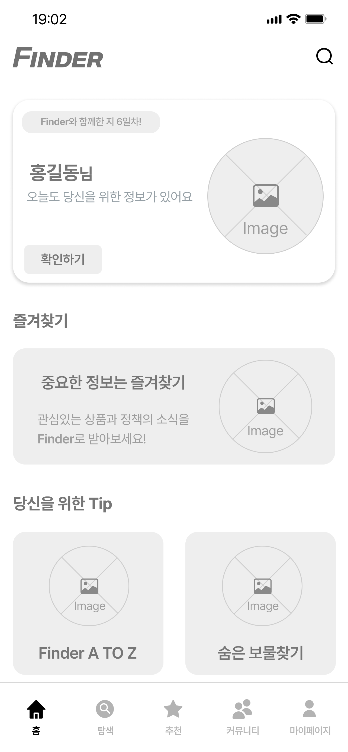 19:02
FINDER
Finder와 함께한 지 6일차!
홍길동님
오늘도 당신을 위한 정보가 있어요
Image
확인하기
즐겨찾기
중요한 정보는 즐겨찾기
관심있는 상품과 정책의 소식을
Finder로 받아보세요!
Image
당신을 위한 Tip
Image
Finder A TO Z
Image
숨은 보물찾기
홈
탐색
추천
커뮤니티
마이페이지